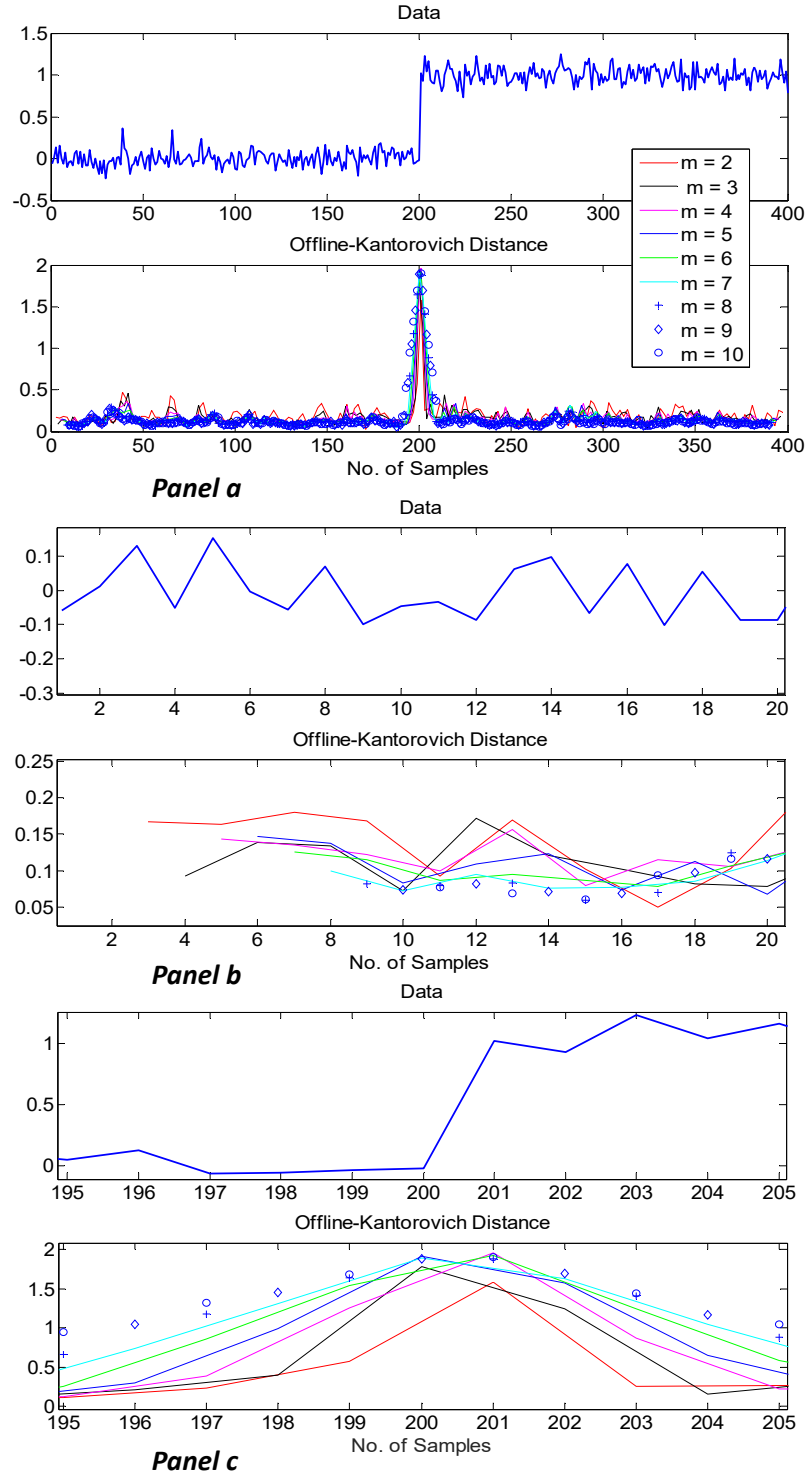 Data
1.5
1
0.5
0
-0.5
0 50 100 150 200 250 300 350 400
m = 2
m = 3
m = 4
m = 5
m = 6
m = 7
m = 8
m = 9
m = 10
Offline-Kantorovich Distance
2
1.5
1
0.5
0
0 50 100 150 200 250 300 350 400
No. of Samples
Panel a
Data
0.1
0
-0.1
-0.2
-0.3
2 4 6 8 10 12 14 16 18 20
Offline-Kantorovich Distance
0.25
0.2
0.15
0.1
0.05
2 4 6 8 10 12 14 16 18 20
No. of Samples
Panel b
Data
1
0.5
0
195 196 197 198 199 200 201 202 203 204 205
Offline-Kantorovich Distance
2
1.5
1
0.5
0
195 196 197 198 199 200 201 202 203 204 205
No. of Samples
Panel c